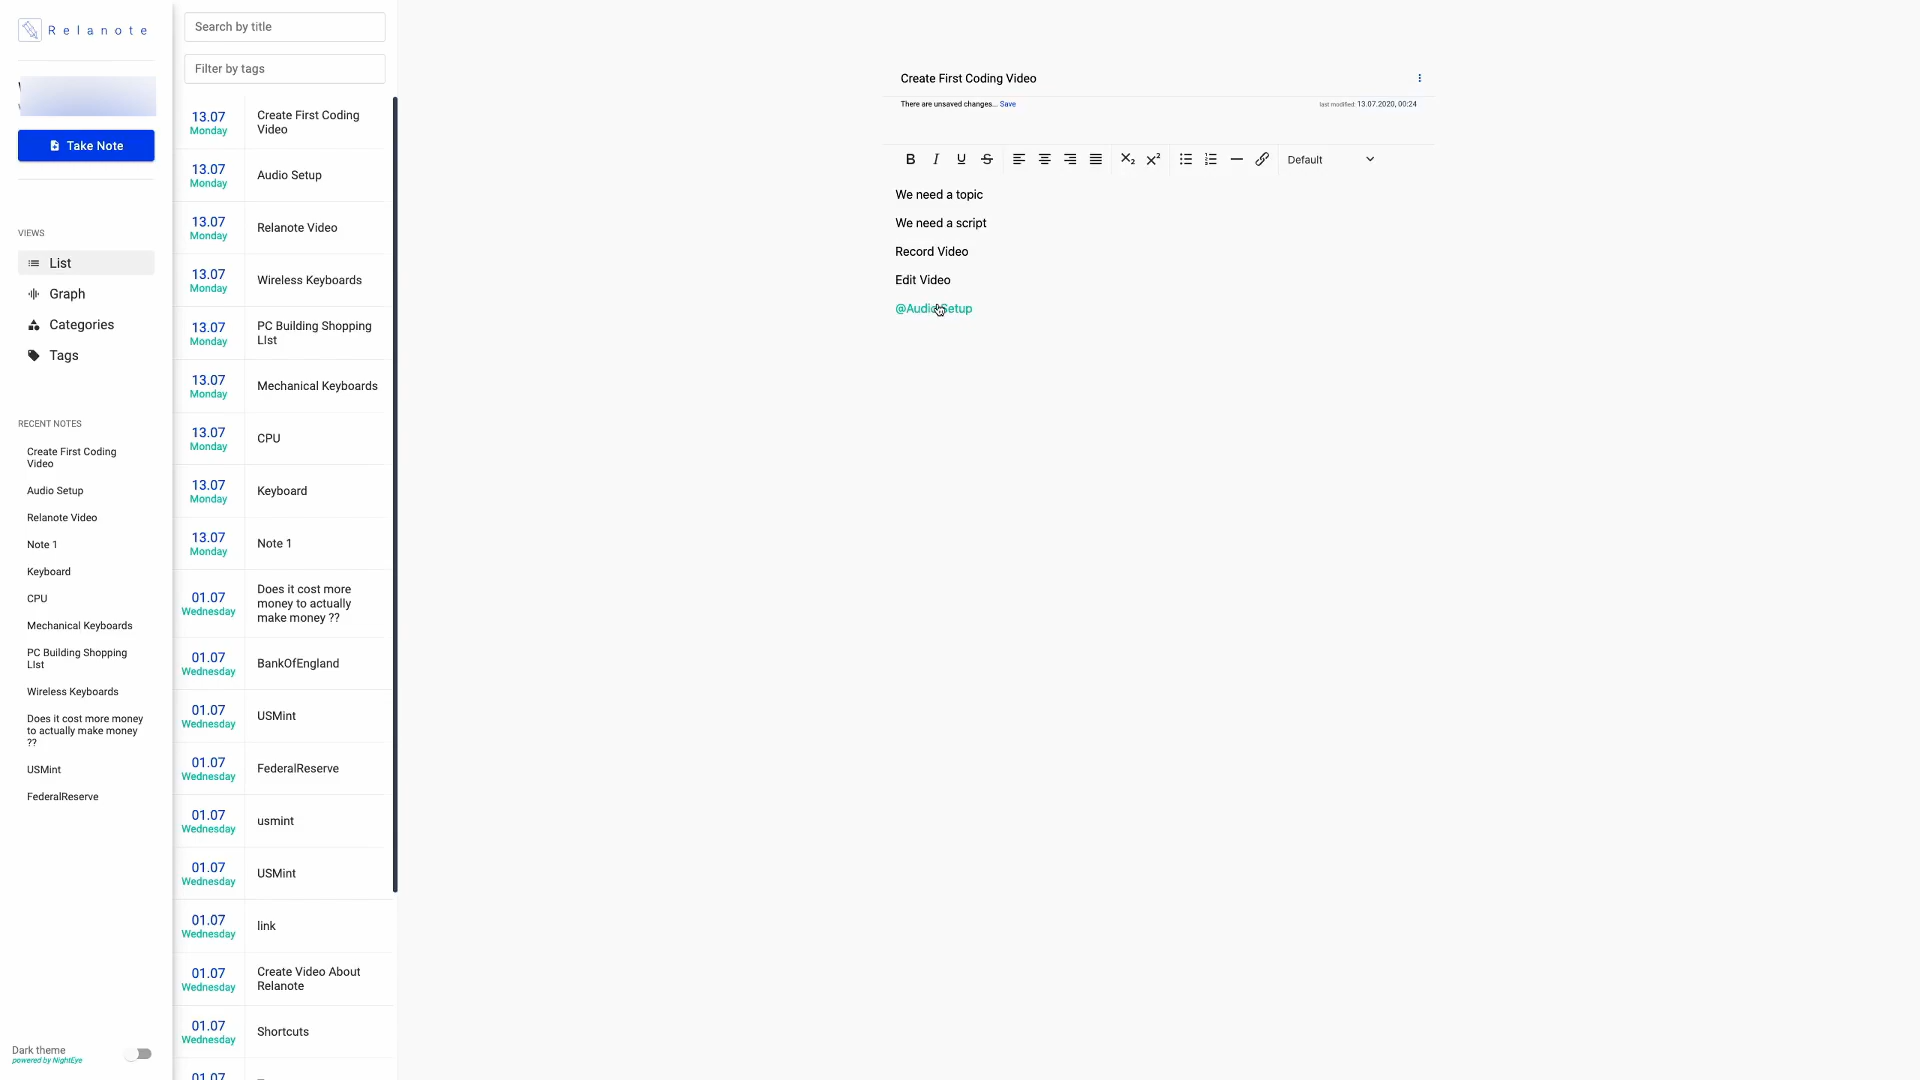 Relanote
Take Note
VIEWS
List
Graph
Categories
Tags
RECENT NOTES
Create First Coding
Video
Audio Setup
Relanote Video
Note 1
Keyboard
CPU
Mechanical Keyboards
PC Building Shopping
LIst
Wireless Keyboards
Does it cost more money
to actually make money
??
USMint
FederalReserve
Dark theme
powered by NightEye
Search by title
Filter by tags
13.07
Monday
Create First Coding
Video
13.07
Monday
Audio Setup
13.07
Monday
Relanote Video
13.07
Monday
Wireless Keyboards
13.07
Monday
PC Building Shopping
LIst
13.07
Monday
Mechanical Keyboards
13.07
Monday
CPU
13.07
Monday
Keyboard
13.07
Monday
Note 1
01.07
Wednesday
Does it cost more
money to actually
make money ??
01.07
Wednesday
BankOfEngland
01.07
Wednesday
USMint
01.07
Wednesday
FederalReserve
01.07
Wednesday
usmint
01.07
Wednesday
USMint
01.07
Wednesday
link
01.07
Wednesday
Create Video About
Relanote
01.07
Wednesday
Shortcuts
01.07
Create First Coding Video
There are unsaved changes... Save
last modified: 13.07.2020, 00:24
B I U S X2 X2 Default
We need a topic
We need a script
Record Video
Edit Video
@Audio Setup